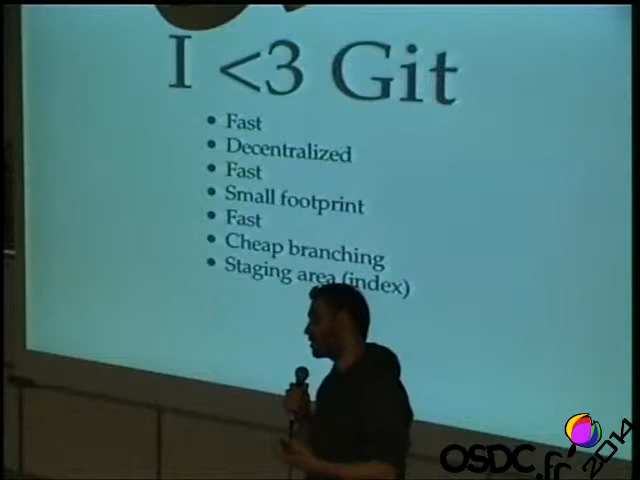 I <3 Git
• Fast
• Decentralized
• Fast
• Small footprint
• Fast
• Cheap branching
• Staging area (index)
OSDC.fr 2014